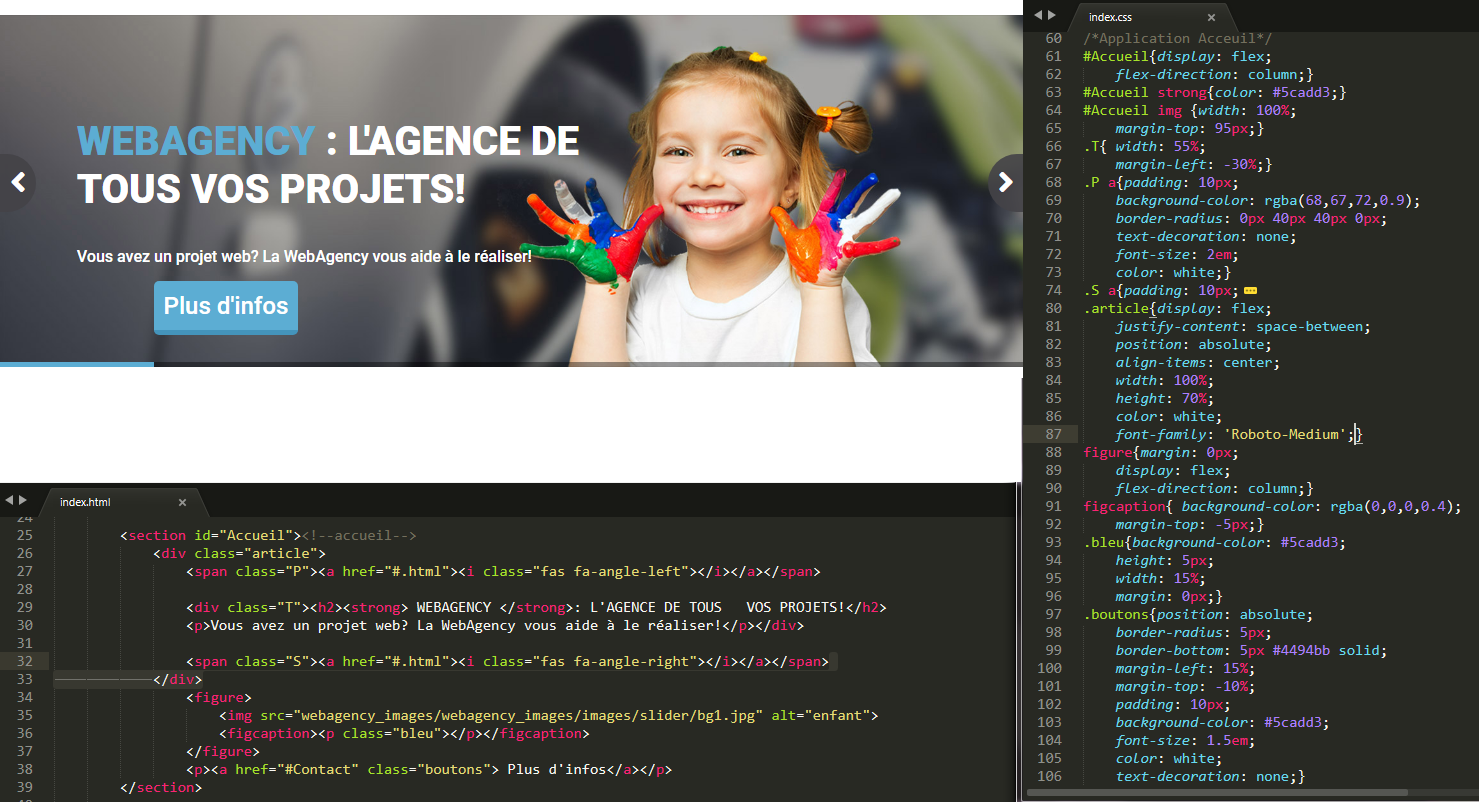 WEBAGENCY : L'AGENCE DE
TOUS VOS PROJETS!
Vous avez un projet web? La WebAgency vous aide à le réaliser!
Plus d'infos
index.html ×
24
25 <section id="Accueil"><!--accueil-->
26 <div class="article">
27 <span class="P"><a href="#.html"><i class="fas fa-angle-left"></i></a></span>
28
29 <div class="T"><h2><strong> WEBAGENCY </strong>: L'AGENCE DE TOUS   VOS PROJETS!</h2>
30 <p>Vous avez un projet web? La WebAgency vous aide à le réaliser!</p></div>
31
32 <span class="S"><a href="#.html"><i class="fas fa-angle-right"></i></a></span>
33 </div>
34 <figure>
35 <img src="webagency_images/webagency_images/images/slider/bg1.jpg" alt="enfant">
36 <figcaption><p class="bleu"></p></figcaption>
37 </figure>
38 <p><a href="#Contact" class="boutons"> Plus d'infos</a></p>
39 </section>
index.css ×
60 /*Application Acceuil*/
61 #Accueil{display: flex;
62 flex-direction: column;}
63 #Accueil strong{color: #5cadd3;}
64 #Accueil img {width: 100%;
65 margin-top: 95px;}
66 .T{ width: 55%;
67 margin-left: -30%;}
68 .P a{padding: 10px;
69 background-color: rgba(68,67,72,0.9);
70 border-radius: 0px 40px 40px 0px;
71 text-decoration: none;
72 font-size: 2em;
73 color: white;}
74 .S a{padding: 10px;
80 .article{display: flex;
81 justify-content: space-between;
82 position: absolute;
83 align-items: center;
84 width: 100%;
85 height: 70%;
86 color: white;
87 font-family: 'Roboto-Medium';}
88 figure{margin: 0px;
89 display: flex;
90 flex-direction: column;}
91 figcaption{ background-color: rgba(0,0,0,0.4);
92 margin-top: -5px;}
93 .bleu{background-color: #5cadd3;
94 height: 5px;
95 width: 15%;
96 margin: 0px;}
97 .boutons{position: absolute;
98 border-radius: 5px;
99 border-bottom: 5px #4494bb solid;
100 margin-left: 15%;
101 margin-top: -10%;
102 padding: 10px;
103 background-color: #5cadd3;
104 font-size: 1.5em;
105 color: white;
106 text-decoration: none;}